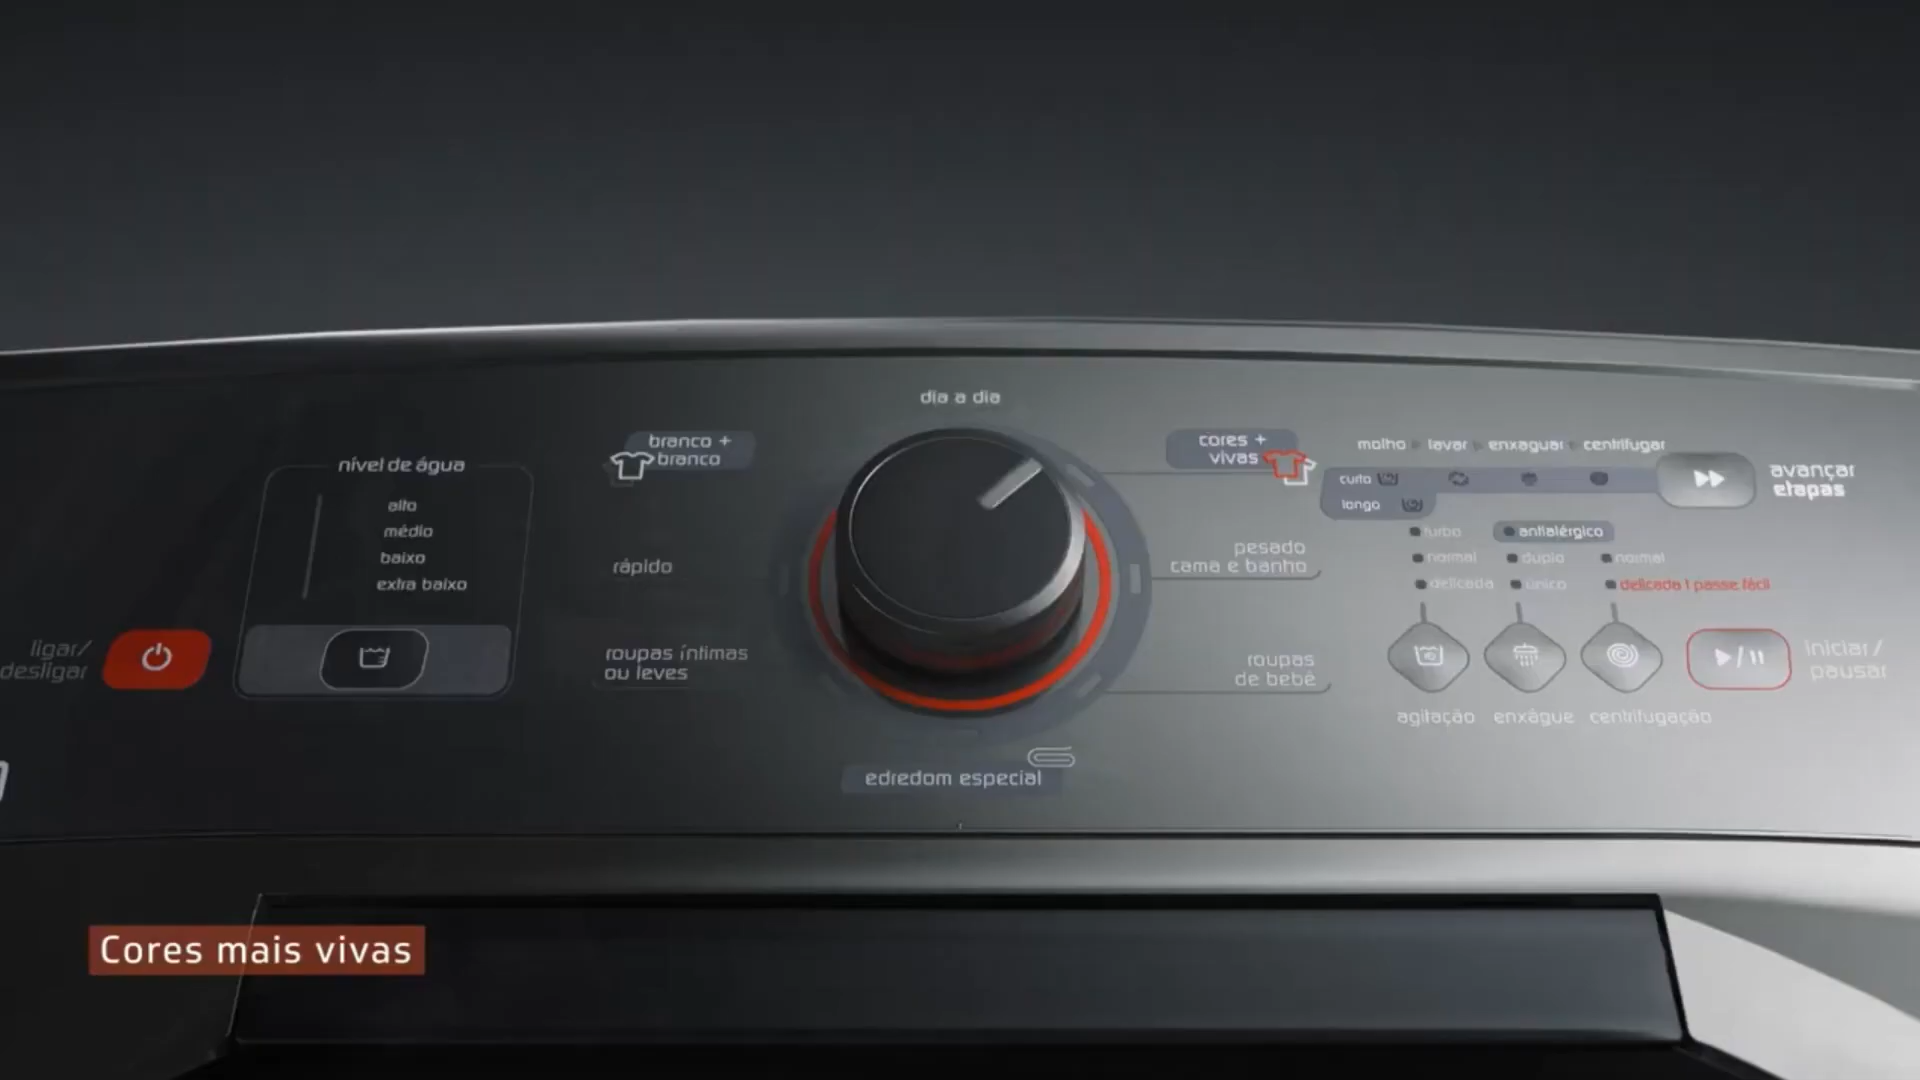 dia a dia
nível de água
alto
médio
baixo
extra baixo
ligar/
desligar
branco +
branco
rápido
roupas íntimas
ou leves
cores +
vivas
pesado
cama e banho
roupas
de bebê
edredom especial
molho lavar enxaguar centrifugar
curto
longo
avançar
etapas
turbo
normal
delicada
antialérgico
duplo
único
normal
delicada | passe fácil
agitação
enxágue
centrifugação
iniciar/
pausar
Cores mais vivas